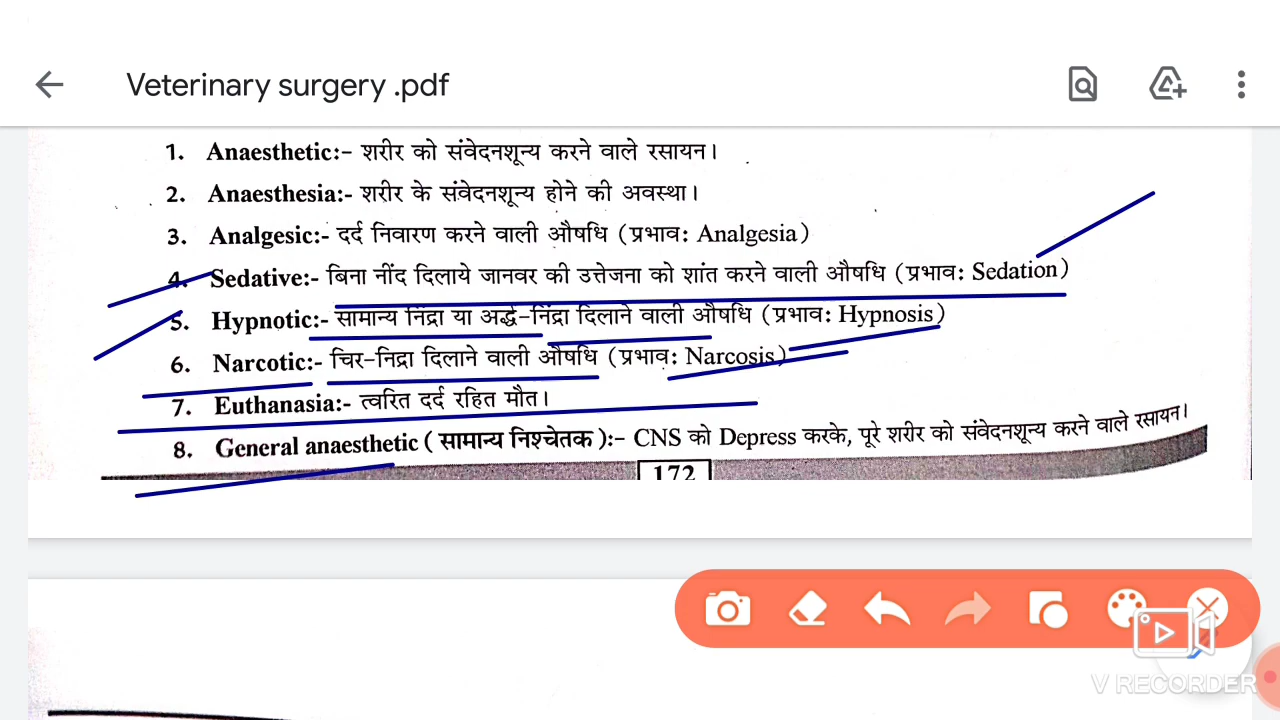 Veterinary surgery .pdf
1. Anaesthetic:- शरीर को संवेदनशून्य करने वाले रसायन।
2. Anaesthesia:- शरीर के संवेदनशून्य होने की अवस्था।
3. Analgesic:- दर्द निवारण करने वाली औषधि (प्रभाव: Analgesia)
4. Sedative:- बिना नींद दिलाये जानवर की उत्तेजना को शांत करने वाली औषधि (प्रभाव: Sedation)
5. Hypnotic:- सामान्य निंद्रा या अर्द्ध-निंद्रा दिलाने वाली औषधि (प्रभाव: Hypnosis)
6. Narcotic:- चिर-निद्रा दिलाने वाली औषधि (प्रभाव: Narcosis)
7. Euthanasia:- त्वरित दर्द रहित मौत।
8. General anaesthetic (सामान्य निश्चेतक):- CNS को Depress करके, पूरे शरीर को संवेदनशून्य करने वाले रसायन।
172
V RECORDER